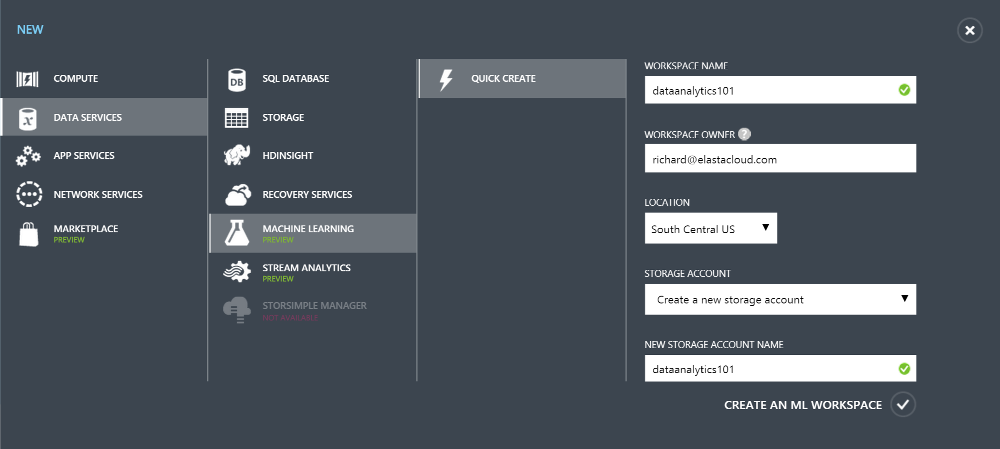 NEW
COMPUTE
DATA SERVICES
APP SERVICES
NETWORK SERVICES
MARKETPLACE
PREVIEW
DB
SQL DATABASE
STORAGE
HDINSIGHT
RECOVERY SERVICES
MACHINE LEARNING
PREVIEW
STREAM ANALYTICS
PREVIEW
STORSIMPLE MANAGER
NOT AVAILABLE
QUICK CREATE
WORKSPACE NAME
dataanalytics101
WORKSPACE OWNER ?
richard@elastacloud.com
LOCATION
South Central US
STORAGE ACCOUNT
Create a new storage account
NEW STORAGE ACCOUNT NAME
dataanalytics101
CREATE AN ML WORKSPACE